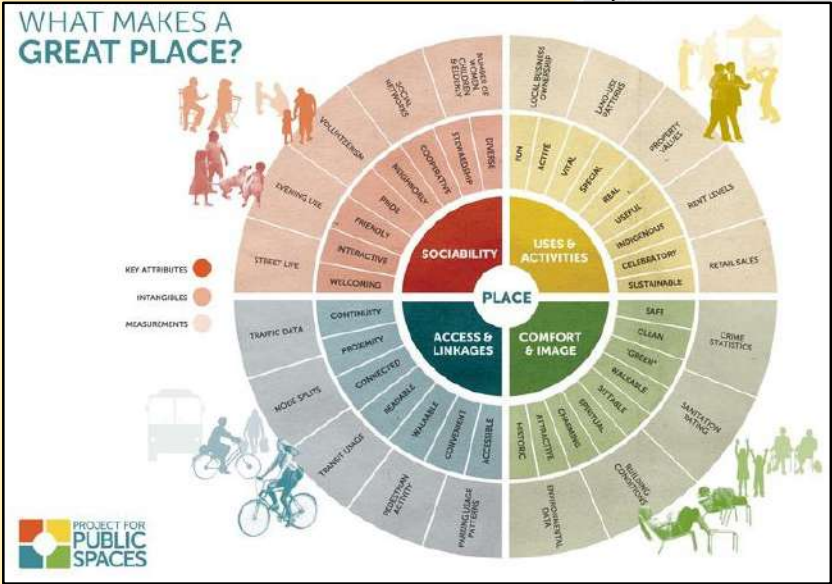 WHAT MAKES A
GREAT PLACE?
KEY ATTRIBUTES
INTANGIBLES
MEASUREMENTS
PLACE
SOCIABILITY
DIVERSE
STEWARDSHIP
COOPERATIVE
NEIGHBORLY
PRIDE
FRIENDLY
INTERACTIVE
WELCOMING
NUMBER OF
WOMEN,
CHILDREN
& ELDERLY
SOCIAL
NETWORKS
VOLUNTEERISM
EVENING USE
STREET LIFE
USES &
ACTIVITIES
FUN
ACTIVE
VITAL
SPECIAL
REAL
USEFUL
INDIGENOUS
CELEBRATORY
SUSTAINABLE
LOCAL BUSINESS
OWNERSHIP
LAND-USE
PATTERNS
PROPERTY
VALUES
RENT LEVELS
RETAIL SALES
ACCESS &
LINKAGES
CONTINUITY
PROXIMITY
CONNECTED
READABLE
WALKABLE
CONVENIENT
ACCESSIBLE
TRAFFIC DATA
MODE SPLITS
TRANSIT USAGE
PEDESTRIAN
ACTIVITY
PARKING USAGE
PATTERNS
COMFORT
& IMAGE
SAFE
CLEAN
"GREEN"
WALKABLE
SITTABLE
SPIRITUAL
CHARMING
ATTRACTIVE
HISTORIC
CRIME
STATISTICS
SANITATION
RATING
BUILDING
CONDITIONS
ENVIRONMENTAL
DATA
PROJECT FOR
PUBLIC
SPACES